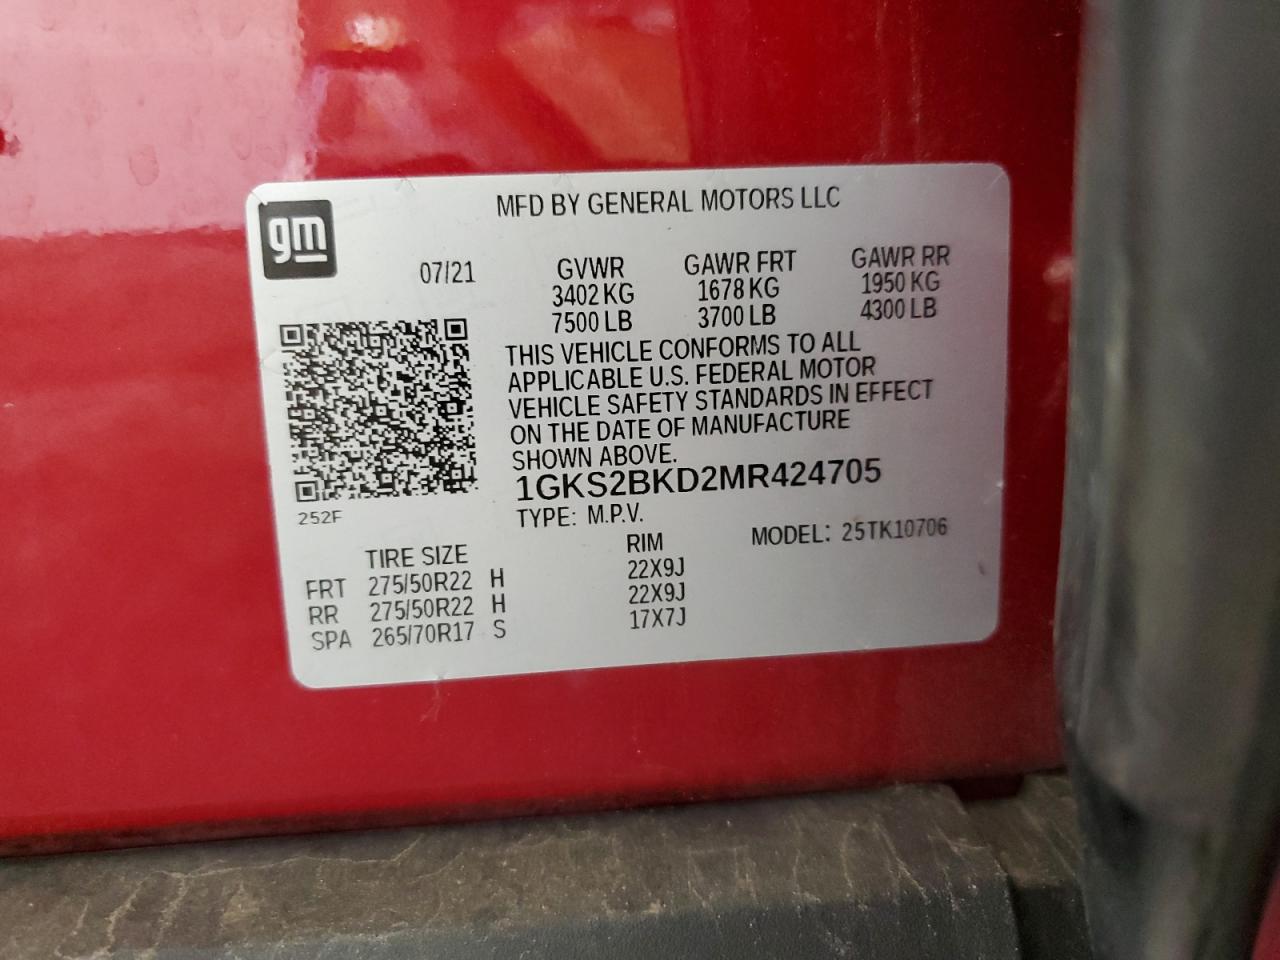 MFD BY GENERAL MOTORS LLC
gm
07/21 GVWR GAWR FRT GAWR RR
3402 KG 1678 KG 1950 KG
7500 LB 3700 LB 4300 LB
THIS VEHICLE CONFORMS TO ALL
APPLICABLE U.S. FEDERAL MOTOR
VEHICLE SAFETY STANDARDS IN EFFECT
ON THE DATE OF MANUFACTURE
SHOWN ABOVE.
1GKS2BKD2MR424705
252F
TYPE: M.P.V. MODEL: 25TK10706
TIRE SIZE RIM
FRT 275/50R22 H 22X9J
RR 275/50R22 H 22X9J
SPA 265/70R17 S 17X7J